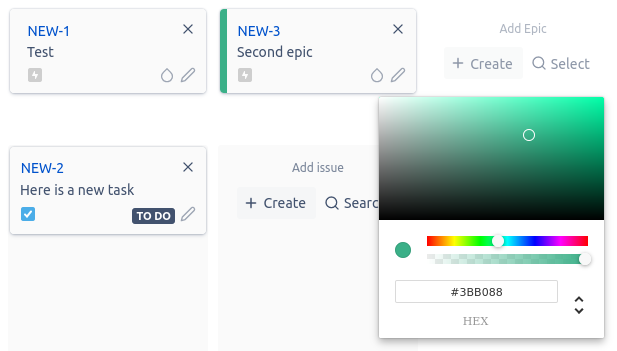 NEW-1
Test
NEW-3
Second epic
Add Epic
+ Create
Select
NEW-2
Here is a new task
TO DO
Add issue
+ Create
#3BB088
HEX